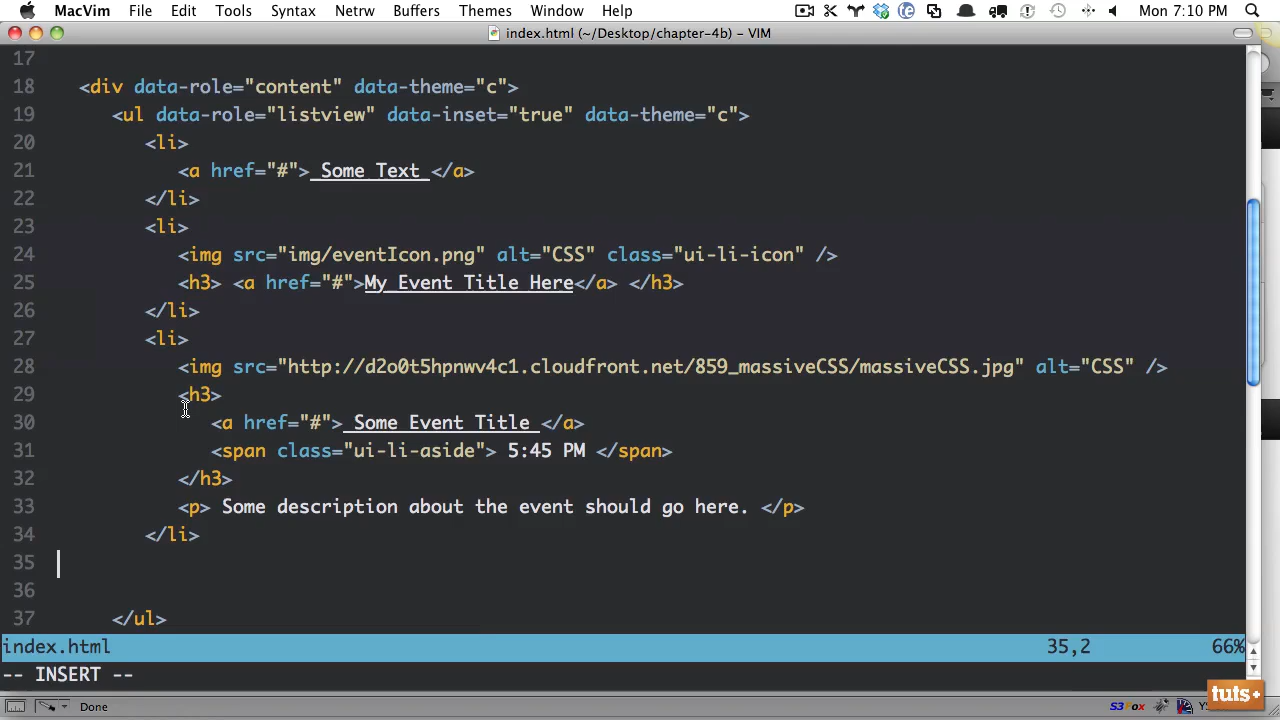 MacVim File Edit Tools Syntax Netrw Buffers Themes Window Help Mon 7:10 PM
index.html (~/Desktop/chapter-4b) – VIM
17
18 <div data-role="content" data-theme="c">
19 <ul data-role="listview" data-inset="true" data-theme="c">
20 <li>
21 <a href="#"> Some Text </a>
22 </li>
23 <li>
24 <img src="img/eventIcon.png" alt="CSS" class="ui-li-icon" />
25 <h3> <a href="#">My Event Title Here</a> </h3>
26 </li>
27 <li>
28 <img src="http://d2o0t5hpnwv4c1.cloudfront.net/859_massiveCSS/massiveCSS.jpg" alt="CSS" />
29 <h3>
30 <a href="#"> Some Event Title </a>
31 <span class="ui-li-aside"> 5:45 PM </span>
32 </h3>
33 <p> Some description about the event should go here. </p>
34 </li>
35
36
37 </ul>
index.html 35,2 66%
-- INSERT --
Done S3Fox
tuts+